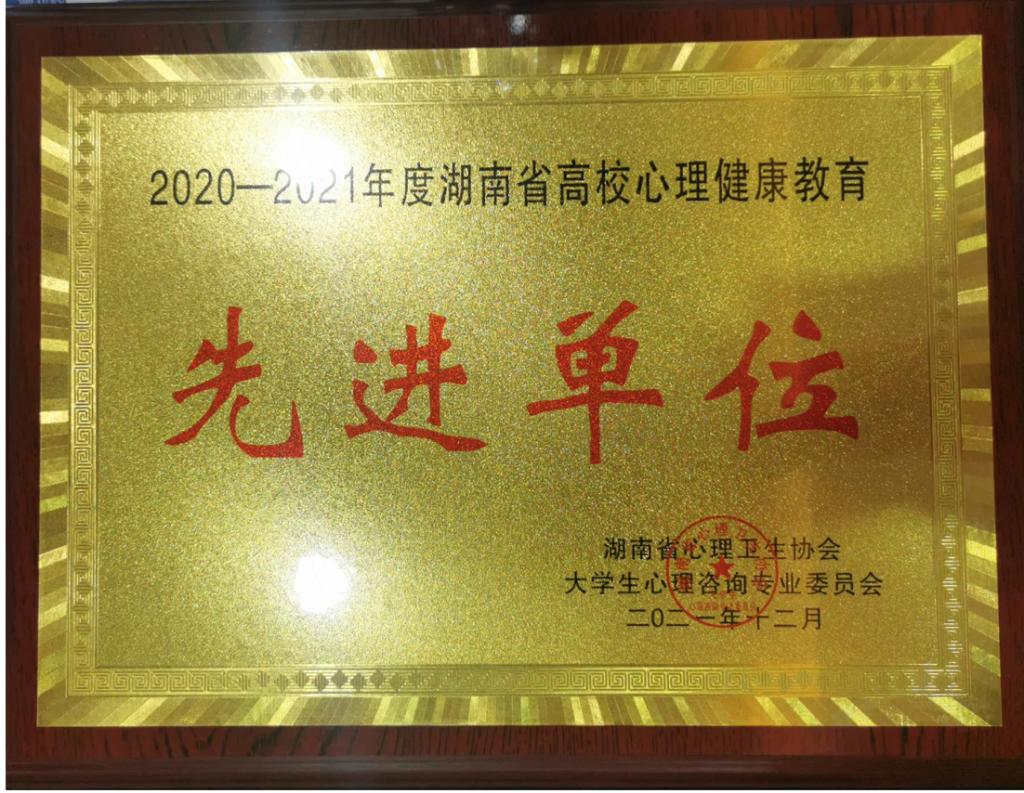 2020—2021年度湖南省高校心理健康教育
先进单位
湖南省心理卫生协会
大学生心理咨询专业委员会
二〇二一年十二月